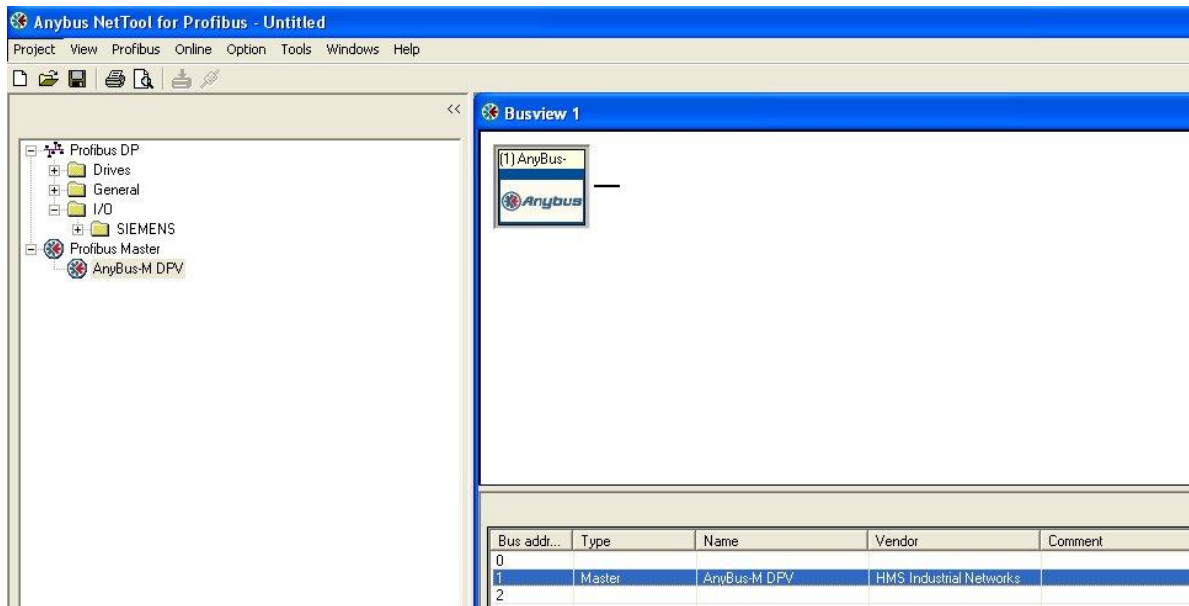 Anybus NetTool for Profibus - Untitled
Project View Profibus Online Option Tools Windows Help
<<
Busview 1
Profibus DP
Drives
General
I/O
SIEMENS
Profibus Master
AnyBus-M DPV
(1) AnyBus-
Anybus
Bus addr... Type Name Vendor Comment
0
1 Master AnyBus-M DPV HMS Industrial Networks
2